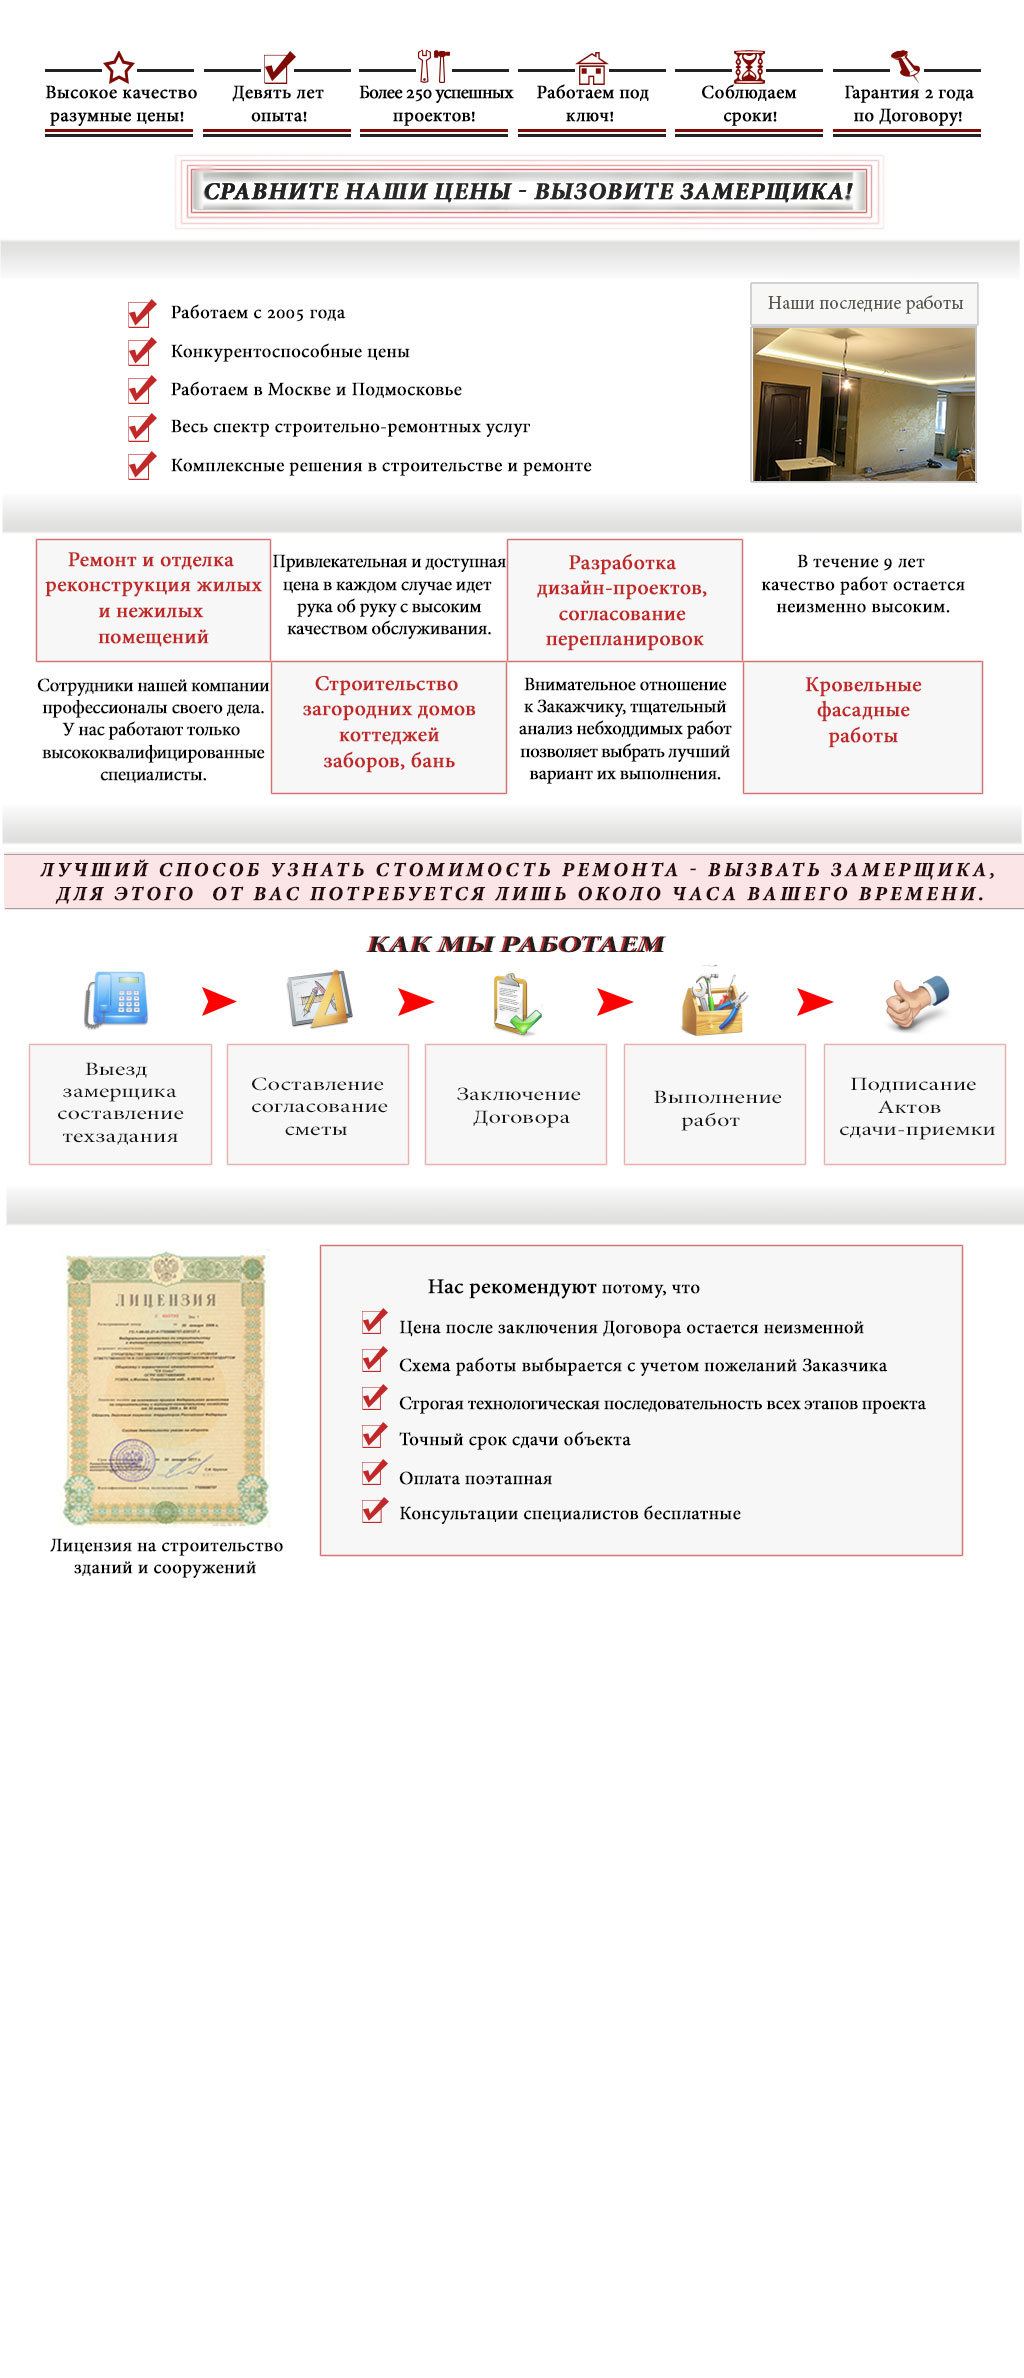 Высокое качество
разумные цены!
Девять лет
опыта!
Более 250 успешных
проектов!
Работаем под
ключ!
Соблюдаем
сроки!
Гарантия 2 года
по Договору!
СРАВНИТЕ НАШИ ЦЕНЫ - ВЫЗОВИТЕ ЗАМЕРЩИКА!
Работаем с 2005 года
Конкурентоспособные цены
Работаем в Москве и Подмосковье
Весь спектр строительно-ремонтных услуг
Комплексные решения в строительстве и ремонте
Наши последние работы
Ремонт и отделка
реконструкция жилых
и нежилых
помещений
Привлекательная и доступная
цена в каждом случае идет
рука об руку с высоким
качеством обслуживания.
Разработка
дизайн-проектов,
согласование
перепланировок
В течение 9 лет
качество работ остается
неизменно высоким.
Сотрудники нашей компании
профессионалы своего дела.
У нас работают только
высококвалифицированные
специалисты.
Строительство
загородних домов
коттеджей
заборов, бань
Внимательное отношение
к Закажчику, тщательный
анализ небходдимых работ
позволяет выбрать лучший
вариант их выполнения.
Кровельные
фасадные
работы
ЛУЧШИЙ СПОСОБ УЗНАТЬ СТОМИМОСТЬ РЕМОНТА - ВЫЗВАТЬ ЗАМЕРЩИКА,
ДЛЯ ЭТОГО ОТ ВАС ПОТРЕБУЕТСЯ ЛИШЬ ОКОЛО ЧАСА ВАШЕГО ВРЕМЕНИ.
КАК МЫ РАБОТАЕМ
Выезд
замерщика
составление
техзадания
Составление
согласование
сметы
Заключение
Договора
Выполнение
работ
Подписание
Актов
сдачи-приемки
ЛИЦЕНЗИЯ
Лицензия на строительство
зданий и сооружений
Нас рекомендуют потому, что
Цена после заключения Договора остается неизменной
Схема работы выбырается с учетом пожеланий Заказчика
Строгая технологическая последовательность всех этапов проекта
Точный срок сдачи объекта
Оплата поэтапная
Консультации специалистов бесплатные